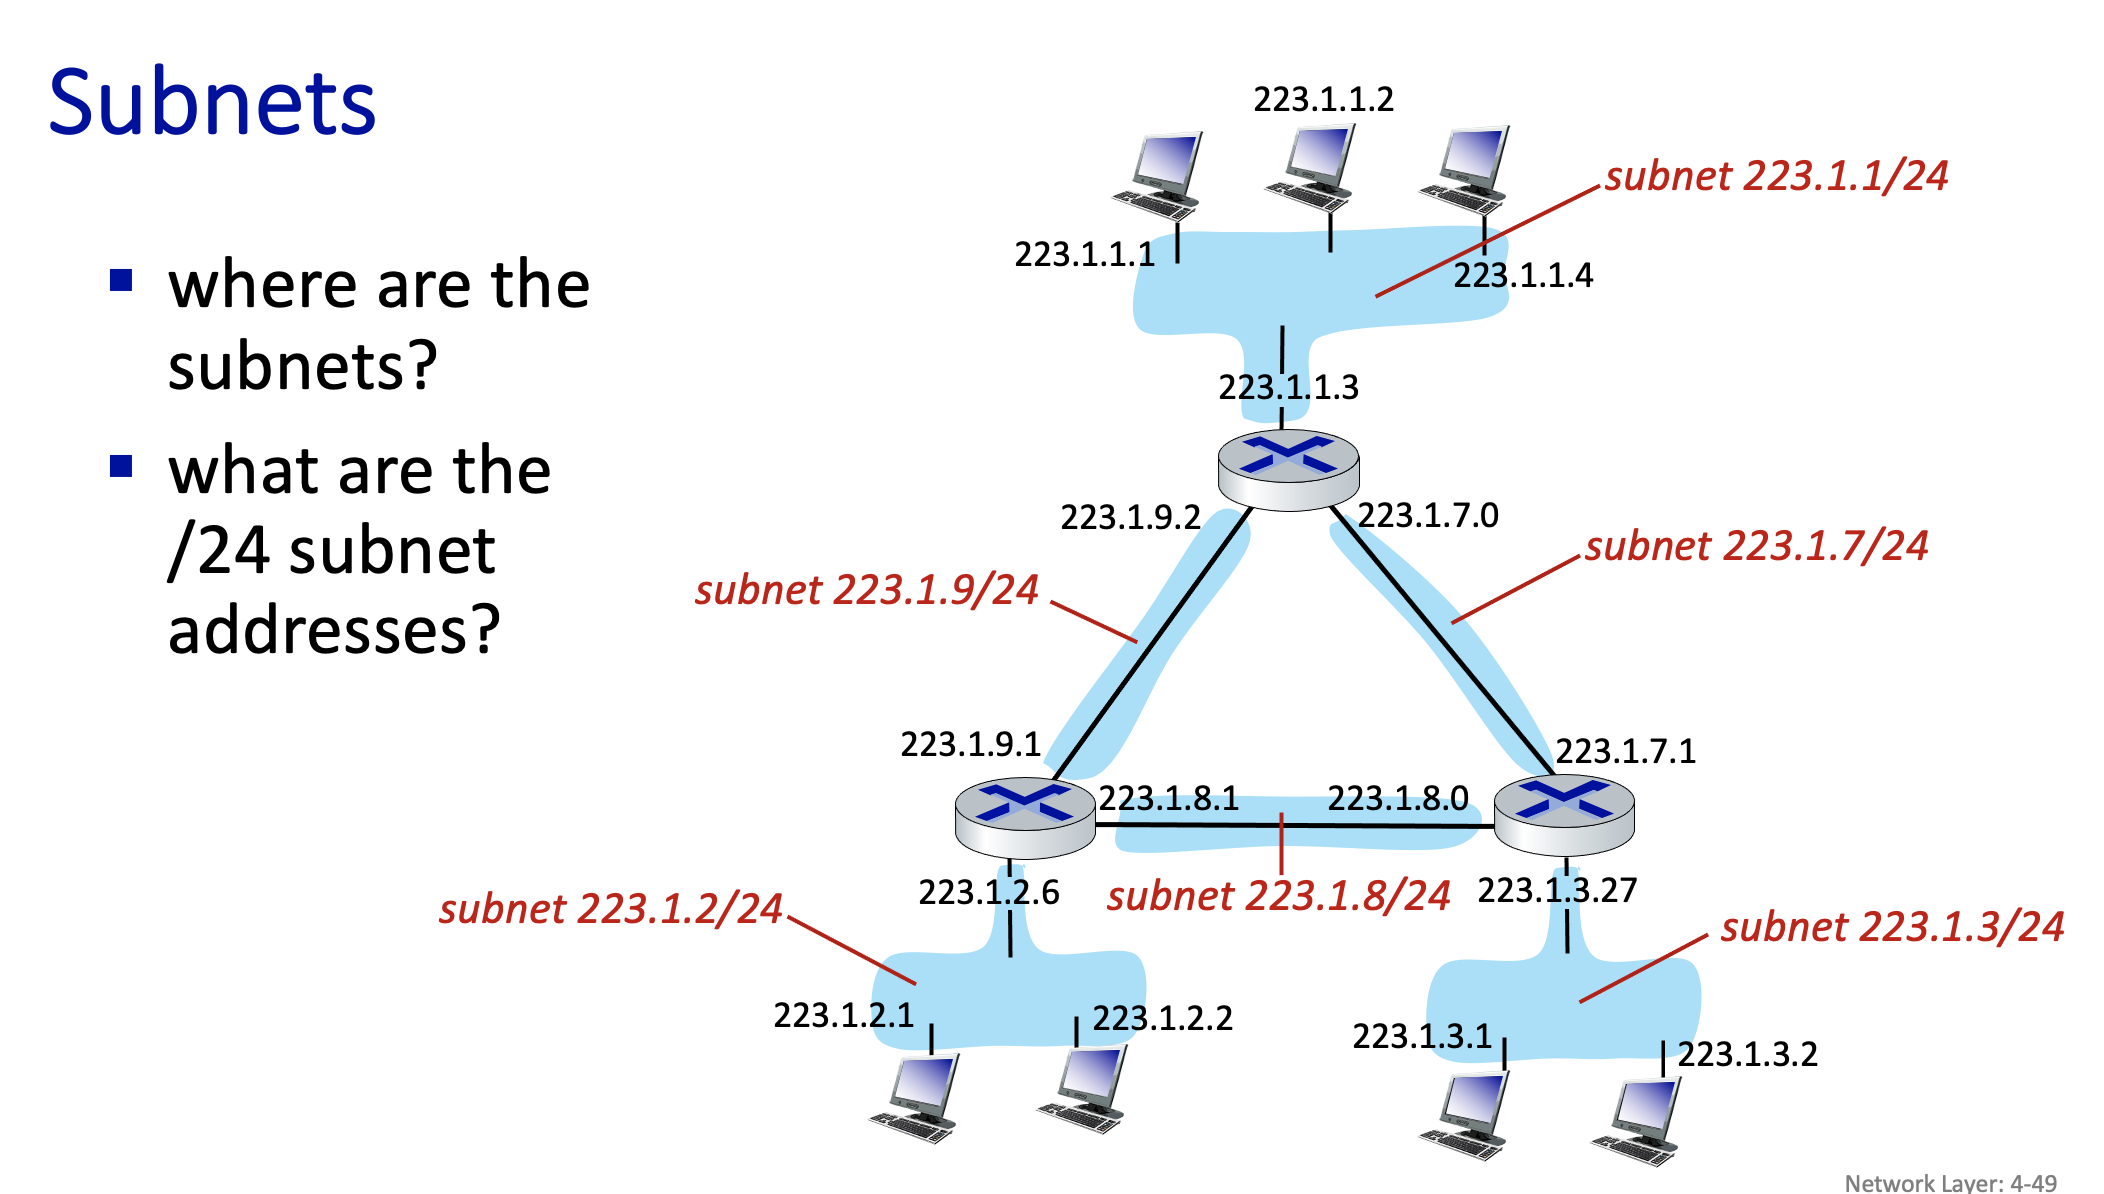 Subnets
where are the
subnets?
what are the
/24 subnet
addresses?
223.1.1.2
subnet 223.1.1/24
223.1.1.1
223.1.1.4
223.1.1.3
223.1.9.2
223.1.7.0
subnet 223.1.7/24
subnet 223.1.9/24
223.1.9.1
223.1.7.1
223.1.8.1
223.1.8.0
223.1.2.6
subnet 223.1.8/24
223.1.3.27
subnet 223.1.2/24
subnet 223.1.3/24
223.1.2.1
223.1.2.2
223.1.3.1
223.1.3.2
Network Layer: 4-49